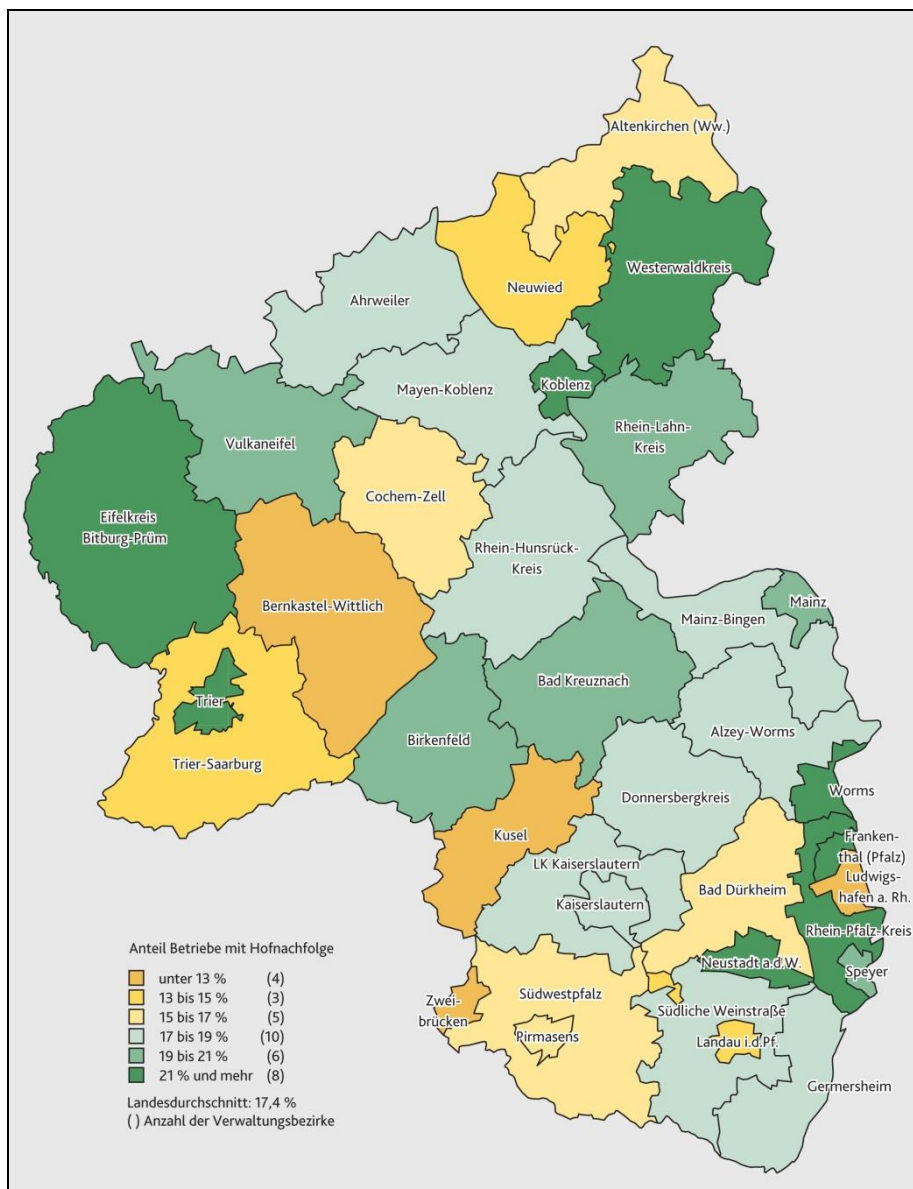 Altenkirchen (Ww.)
Westerwaldkreis
Neuwied
Ahrweiler
Mayen-Koblenz
Koblenz
Rhein-Lahn-
Kreis
Vulkaneifel
Cochem-Zell
Eifelkreis
Bitburg-Prüm
Rhein-Hunsrück-
Kreis
Bernkastel-Wittlich
Mainz
Mainz-Bingen
Bad Kreuznach
Trier
Alzey-Worms
Birkenfeld
Trier-Saarburg
Donnersbergkreis
Worms
Kusel
Franken-
thal (Pfalz)
LK Kaiserslautern
Ludwigs-
hafen a. Rh.
Bad Dürkheim
Kaiserslautern
Rhein-Pfalz-Kreis
Neustadt a.d.W.
Speyer
Südwestpfalz
Zwei-
brücken
Südliche Weinstraße
Pirmasens
Landau i.d.Pf.
Germersheim
Anteil Betriebe mit Hofnachfolge
unter 13 % (4)
13 bis 15 % (3)
15 bis 17 % (5)
17 bis 19 % (10)
19 bis 21 % (6)
21 % und mehr (8)
Landesdurchschnitt: 17,4 %
( ) Anzahl der Verwaltungsbezirke